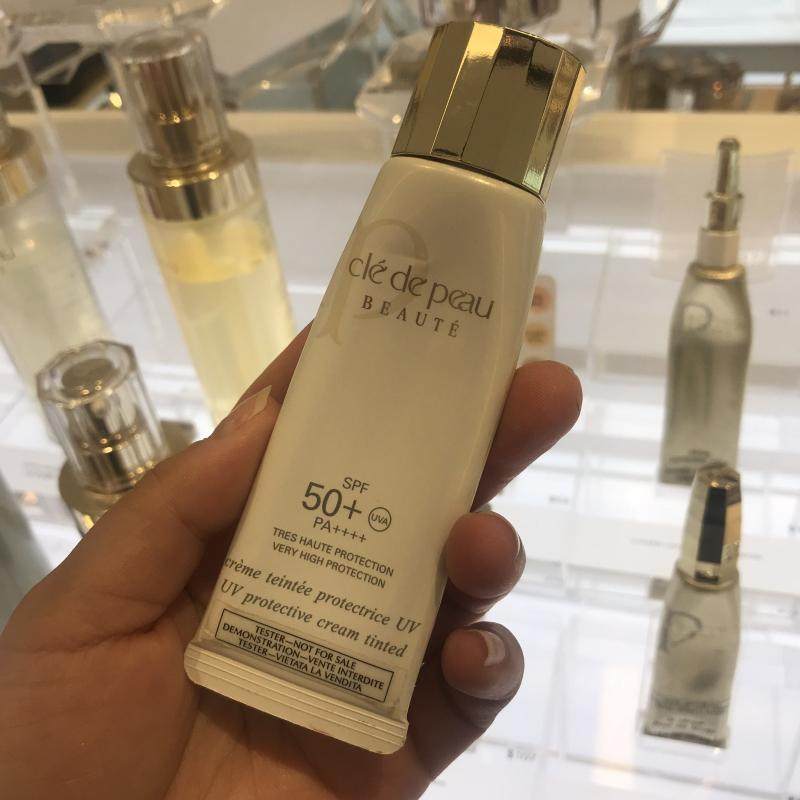 clé de peau
BEAUTÉ
SPF
50+ UVA
PA++++
TRES HAUTE PROTECTION
VERY HIGH PROTECTION
crème teintée protectrice UV
UV protective cream tinted
TESTER—NOT FOR SALE
DEMONSTRATION—VENTE INTERDITE
TESTER—VIETATA LA VENDITA